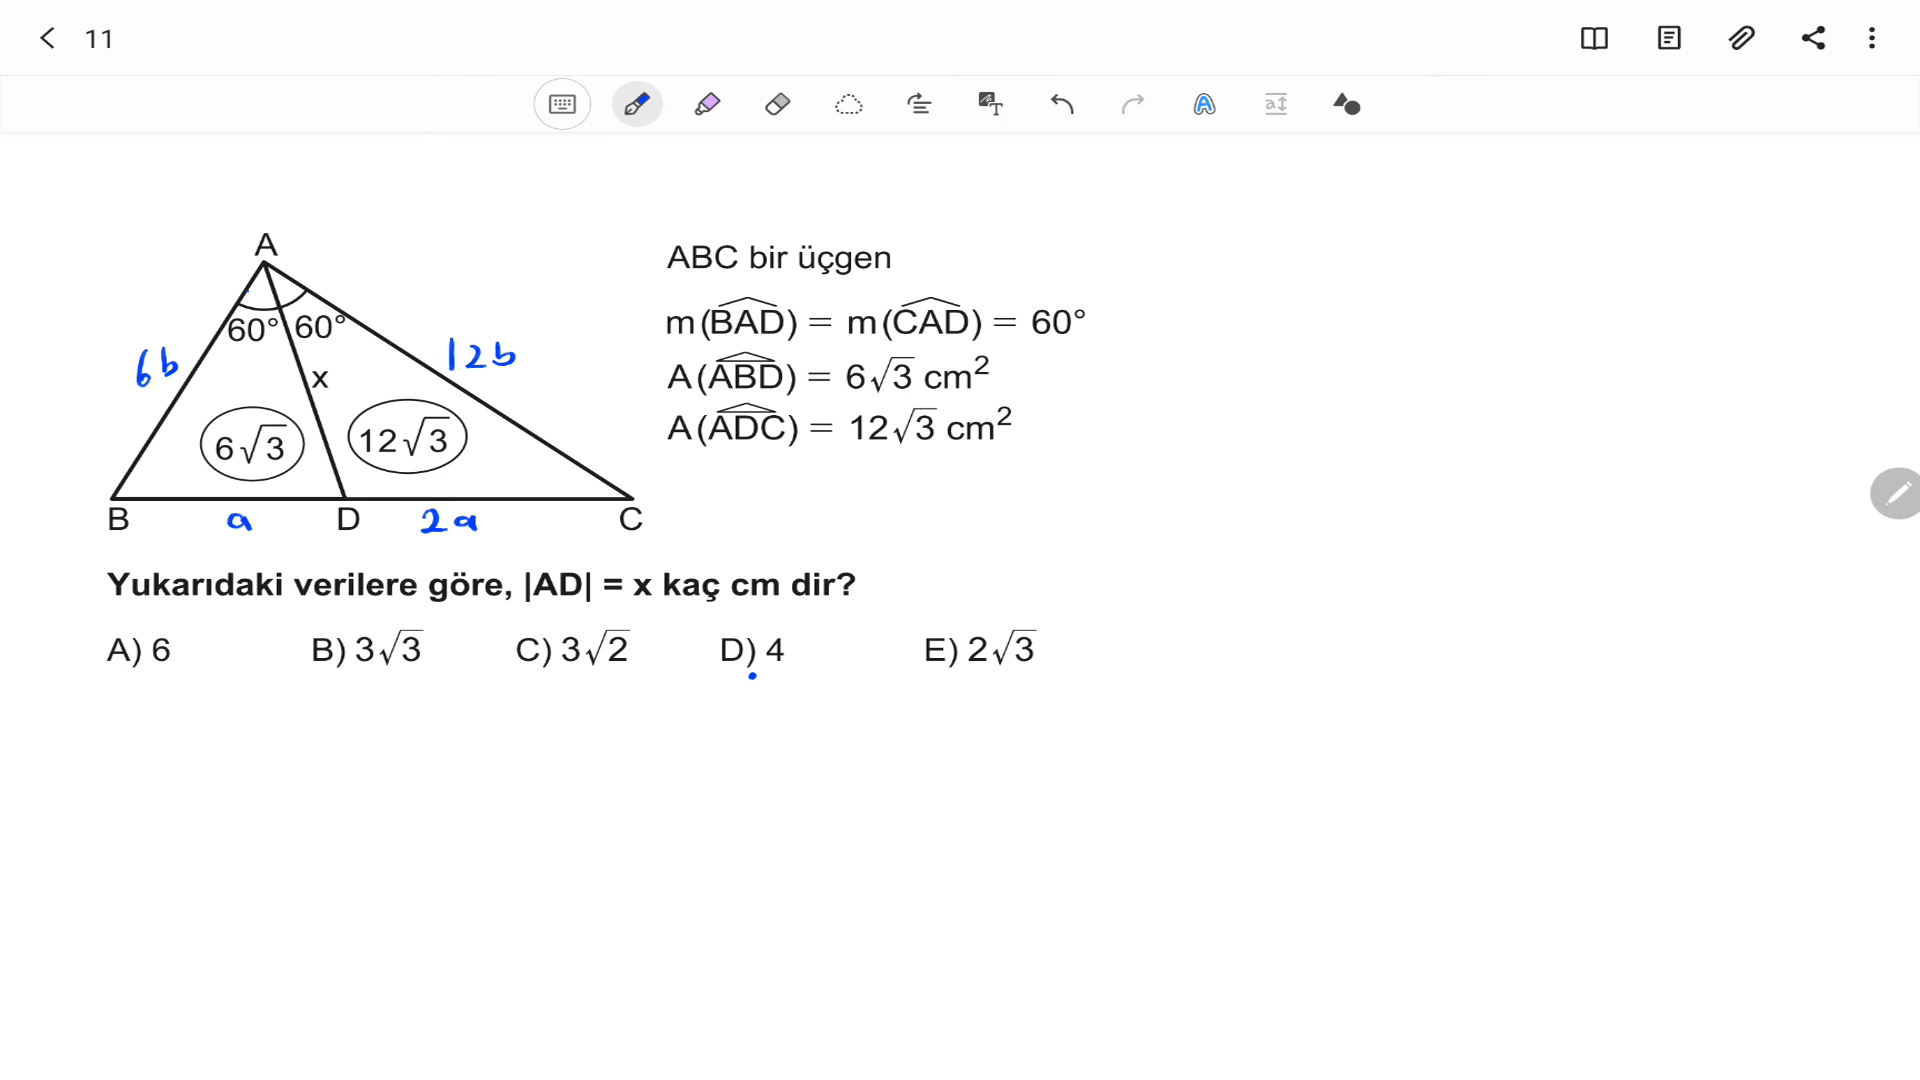 11
A
ABC bir üçgen
60° 60°
m(BAD) = m(CAD) = 60°
6b
12b
x
A(ABD) = 6√3 cm²
6√3
12√3
A(ADC) = 12√3 cm²
B a D 2a C
Yukarıdaki verilere göre, |AD| = x kaç cm dir?
A) 6 B) 3√3 C) 3√2 D) 4 E) 2√3